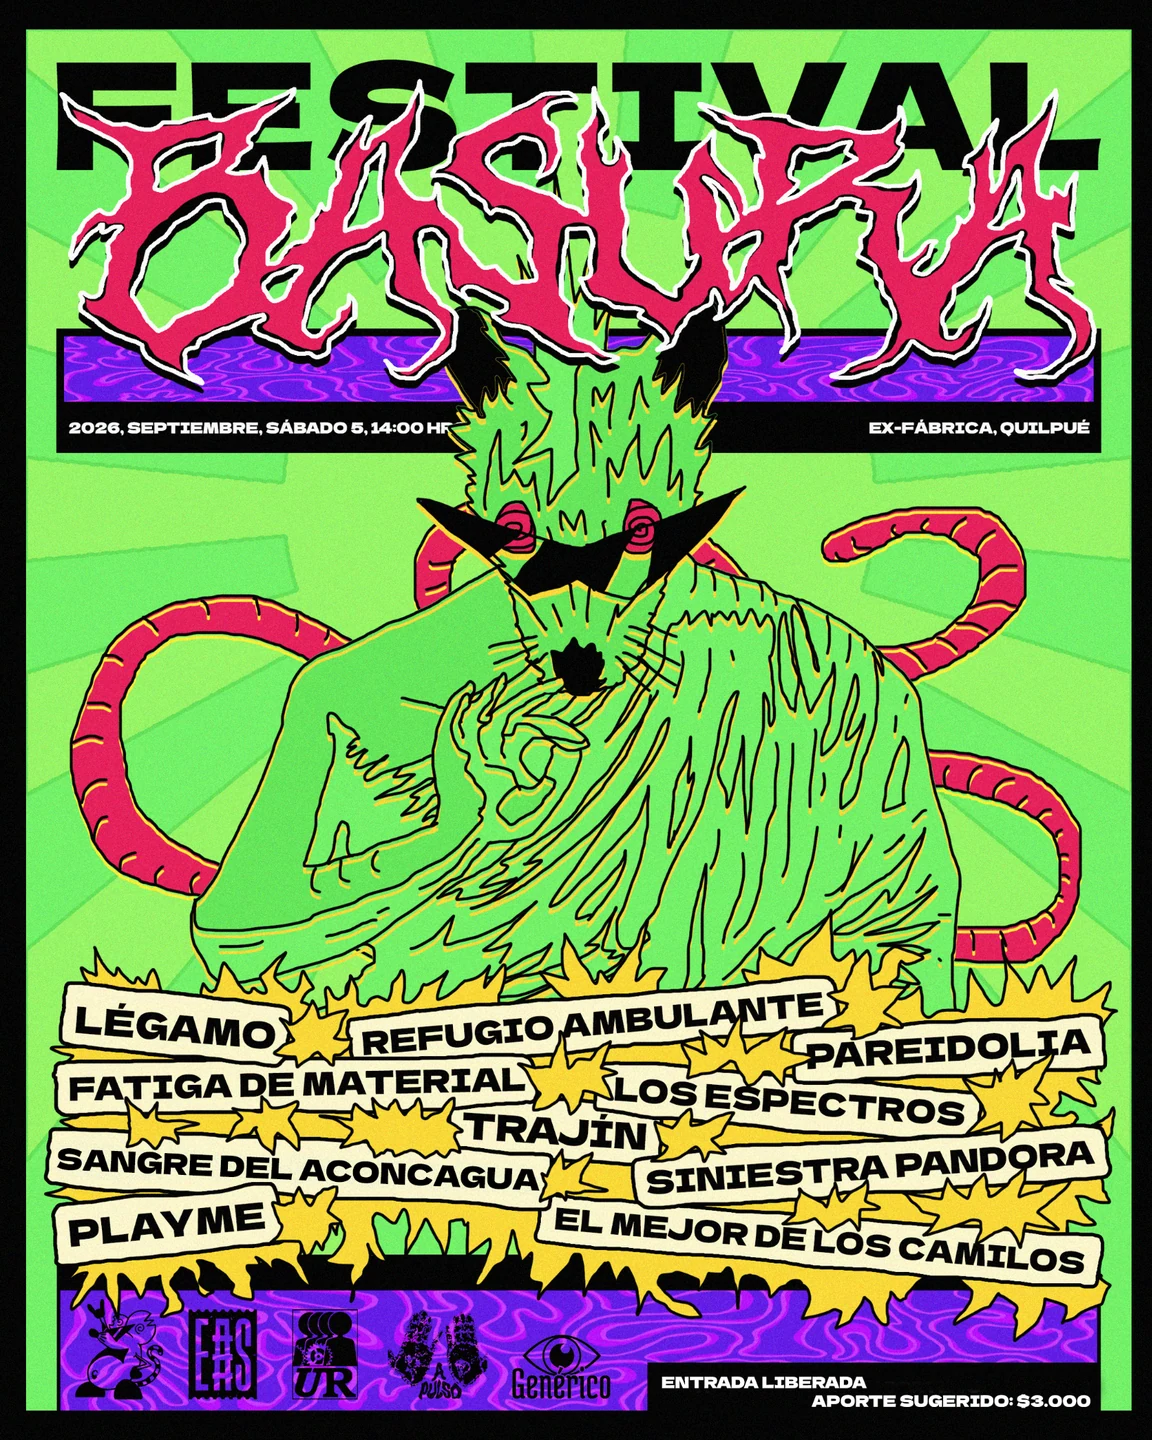 FESTIVAL
BASURA
2026, SEPTIEMBRE, SÁBADO 5, 14:00 HR
EX-FÁBRICA, QUILPUÉ
LÉGAMO
REFUGIO AMBULANTE
PAREIDOLIA
FATIGA DE MATERIAL
LOS ESPECTROS
TRAJÍN
SANGRE DEL ACONCAGUA
SINIESTRA PANDORA
PLAYME
EL MEJOR DE LOS CAMILOS
E#S
UR
A PULSO
Genérico
ENTRADA LIBERADA
APORTE SUGERIDO: $3.000